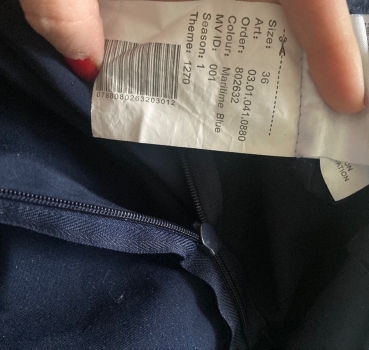 Size: 36
Art: 03.01.041.0880
Order: 802632
Colour: Maritime Blue
MV ID: 001
Season: 1
Theme: 1270